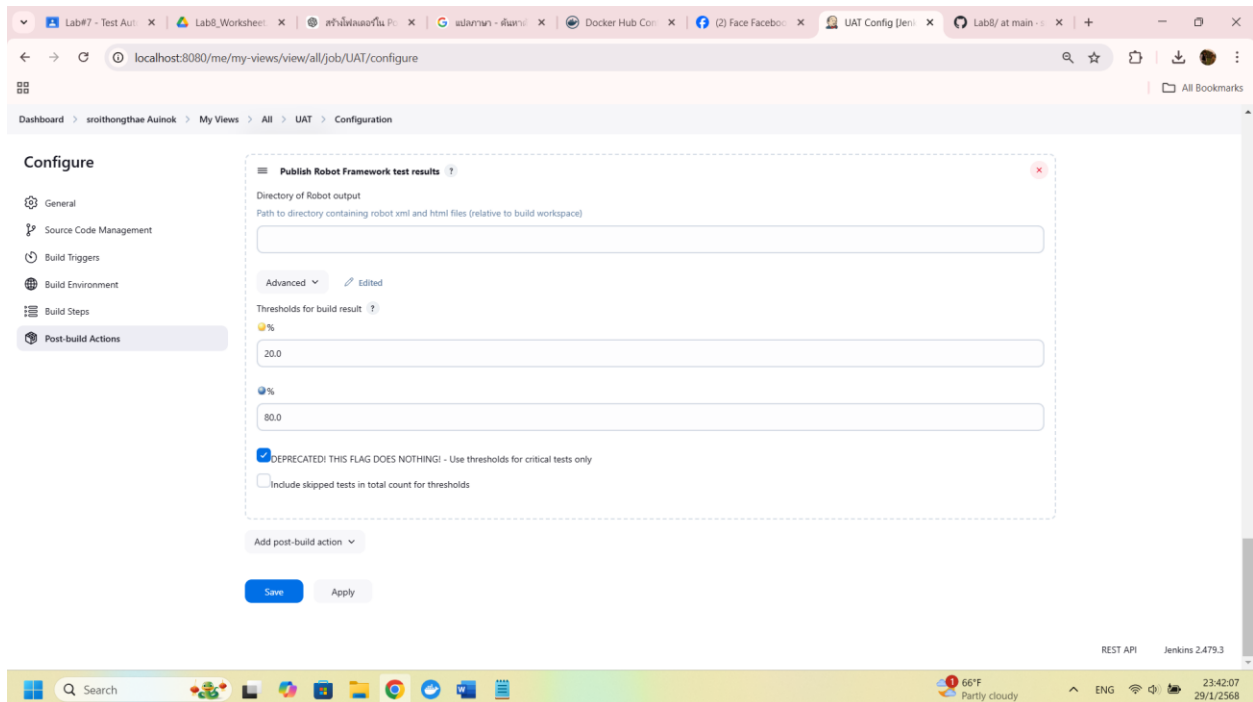 Lab#7 - Test Auto
Lab8_Worksheet.
สร้างโฟลเดอร์ใน Po
แปลภาษา - ค้นหาด้
Docker Hub Con
(2) Face Faceboo
UAT Config [Jenk
Lab8/ at main · s
localhost:8080/me/my-views/view/all/job/UAT/configure
All Bookmarks
Dashboard > sroithongthae Auinok > My Views > All > UAT > Configuration
Configure
General
Source Code Management
Build Triggers
Build Environment
Build Steps
Post-build Actions
Publish Robot Framework test results ?
Directory of Robot output
Path to directory containing robot xml and html files (relative to build workspace)
Advanced
Edited
Thresholds for build result ?
%
20.0
%
80.0
DEPRECATED! THIS FLAG DOES NOTHING! - Use thresholds for critical tests only
Include skipped tests in total count for thresholds
Add post-build action
Save
Apply
REST API
Jenkins 2.479.3
Search
1
66°F
Partly cloudy
ENG
23:42:07
29/1/2568